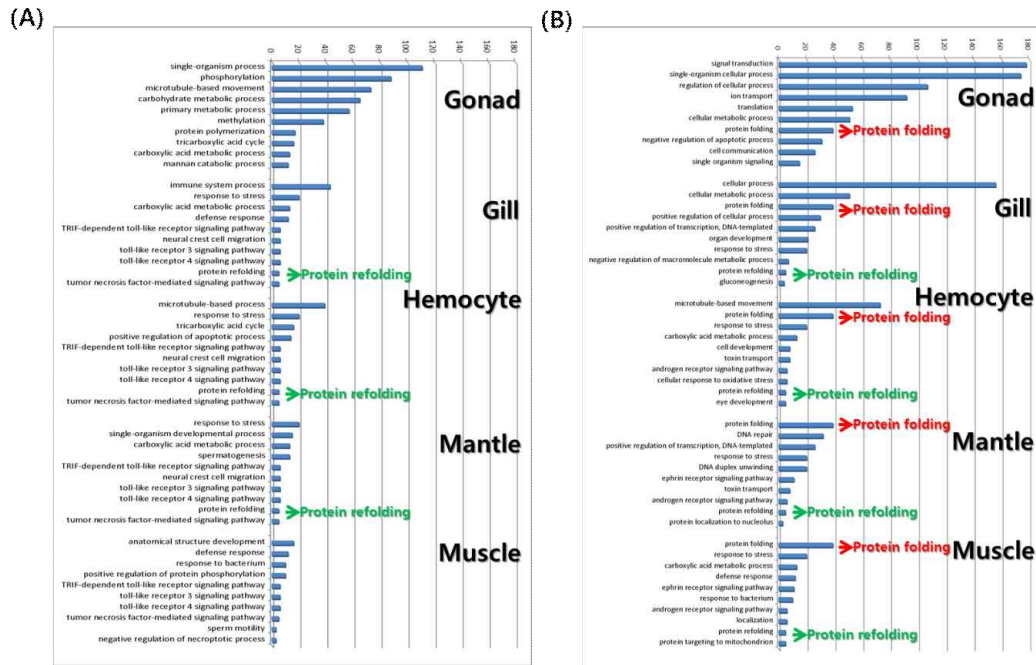 (A)
0 20 40 60 80 100 120 140 160 180
single-organism process
phosphorylation
microtubule-based movement
carbohydrate metabolic process
primary metabolic process
methylation
protein polymerization
tricarboxylic acid cycle
carboxylic acid metabolic process
mannan catabolic process
Gonad
immune system process
response to stress
carboxylic acid metabolic process
defense response
TRIF-dependent toll-like receptor signaling pathway
neural crest cell migration
toll-like receptor 3 signaling pathway
toll-like receptor 4 signaling pathway
protein refolding
tumor necrosis factor-mediated signaling pathway
Gill
Protein refolding
Hemocyte
microtubule-based process
response to stress
tricarboxylic acid cycle
positive regulation of apoptotic process
TRIF-dependent toll-like receptor signaling pathway
neural crest cell migration
toll-like receptor 3 signaling pathway
toll-like receptor 4 signaling pathway
protein refolding
tumor necrosis factor-mediated signaling pathway
Protein refolding
response to stress
single-organism developmental process
carboxylic acid metabolic process
spermatogenesis
TRIF-dependent toll-like receptor signaling pathway
neural crest cell migration
toll-like receptor 3 signaling pathway
toll-like receptor 4 signaling pathway
protein refolding
tumor necrosis factor-mediated signaling pathway
Mantle
Protein refolding
anatomical structure development
defense response
response to bacterium
positive regulation of protein phosphorylation
TRIF-dependent toll-like receptor signaling pathway
toll-like receptor 3 signaling pathway
toll-like receptor 4 signaling pathway
tumor necrosis factor-mediated signaling pathway
sperm motility
negative regulation of necroptotic process
Muscle
(B)
0 20 40 60 80 100 120 140 160 180
signal transduction
single-organism cellular process
regulation of cellular process
ion transport
translation
cellular metabolic process
protein folding
negative regulation of apoptotic process
cell communication
single organism signaling
Gonad
Protein folding
cellular process
cellular metabolic process
protein folding
positive regulation of cellular process
positive regulation of transcription, DNA-templated
organ development
response to stress
negative regulation of macromolecule metabolic process
protein refolding
gluconeogenesis
Gill
Protein folding
Protein refolding
Hemocyte
microtubule-based movement
protein folding
response to stress
carboxylic acid metabolic process
cell development
toxin transport
androgen receptor signaling pathway
cellular response to oxidative stress
protein refolding
eye development
Protein folding
Protein refolding
protein folding
DNA repair
positive regulation of transcription, DNA-templated
response to stress
DNA duplex unwinding
ephrin receptor signaling pathway
toxin transport
androgen receptor signaling pathway
protein refolding
protein localization to nucleolus
Protein folding
Mantle
Protein refolding
protein folding
response to stress
carboxylic acid metabolic process
defense response
ephrin receptor signaling pathway
response to bacterium
androgen receptor signaling pathway
localization
protein refolding
protein targeting to mitochondrion
Protein folding
Muscle
Protein refolding